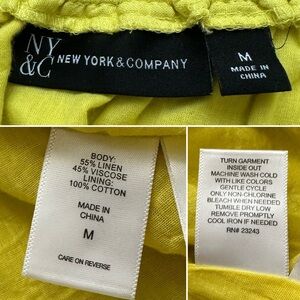 NY
&C NEW YORK & COMPANY
M
MADE IN
CHINA
BODY:
55% LINEN
45% VISCOSE
LINING:
100% COTTON
MADE IN
CHINA
M
CARE ON REVERSE
TURN GARMENT
INSIDE OUT
MACHINE WASH COLD
WITH LIKE COLORS
GENTLE CYCLE
ONLY NON-CHLORINE
BLEACH WHEN NEEDED
TUMBLE DRY LOW
REMOVE PROMPTLY
COOL IRON IF NEEDED
RN# 23243